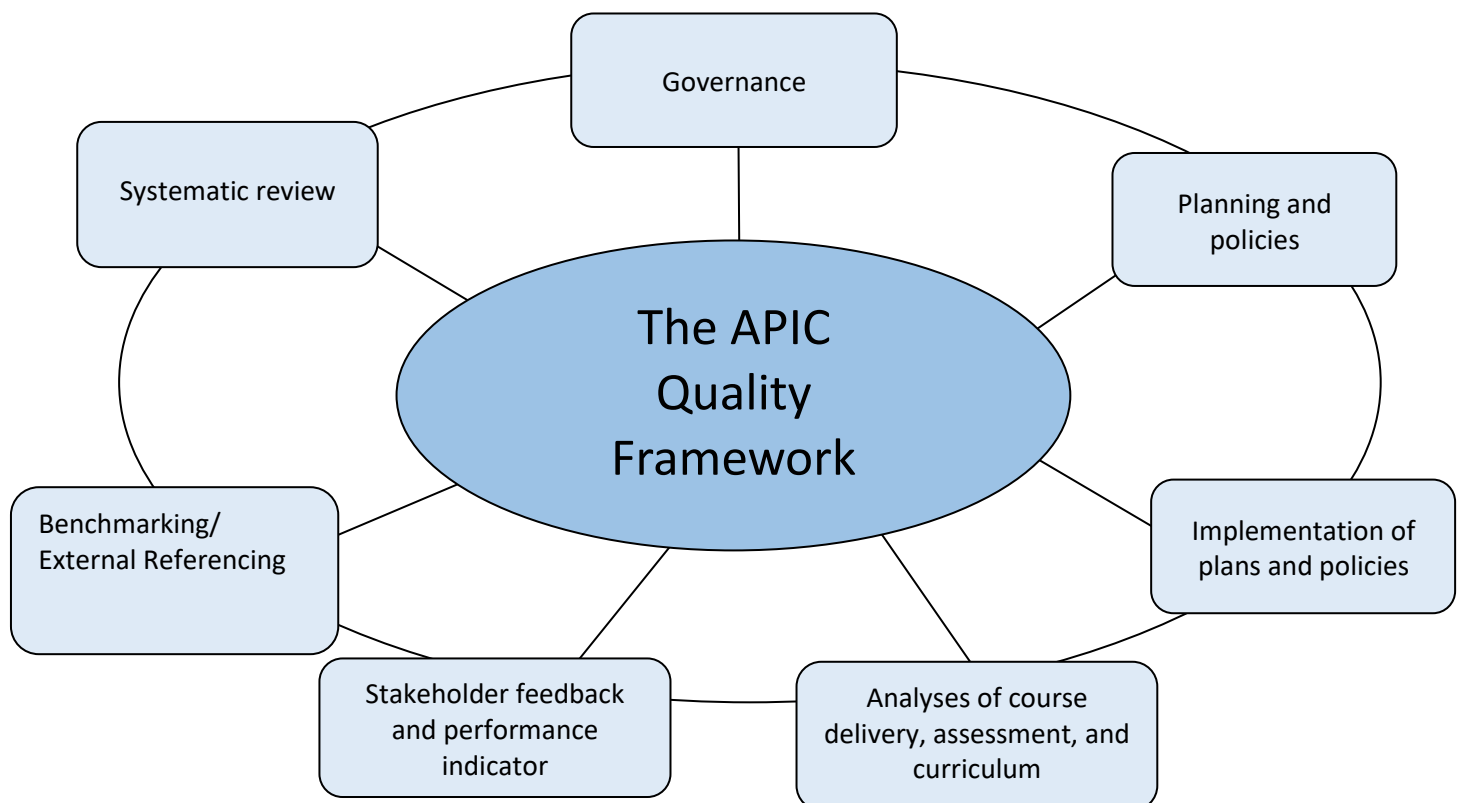 Governance
Systematic review
Planning and
policies
The APIC
Quality
Framework
Benchmarking/
External Referencing
Implementation of
plans and policies
Stakeholder feedback
and performance
indicator
Analyses of course
delivery, assessment, and
curriculum